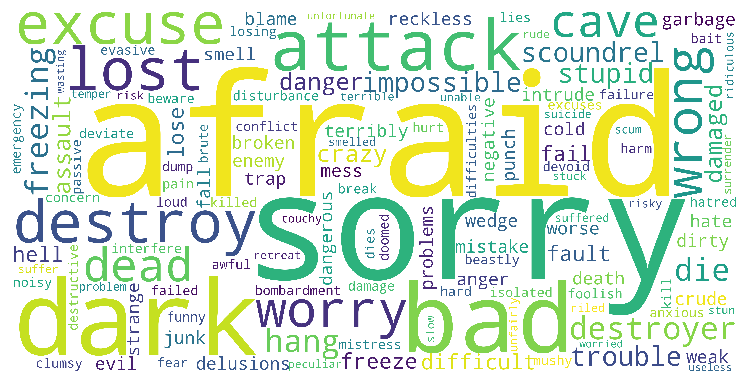 excuse
blame
unfortunate
losing
reckless
lies
rude
cave
garbage
bait
evasive
smell
attack
scoundrel
wasting
lost
danger
impossible
stupid
ridiculous
temper
risk
beware
disturbance
terrible
unable
intrude
failure
freezing
afraid
excuses
suicide
wrong
emergency
deviate
assault
lose
brute
conflict
terribly
hurt
negative
cold
scum
damaged
surrender
passive
broken
smelled
difficulties
punch
fail
harm
enemy
crazy
devoid
concern
dump
trap
mess
stuck
pain
fall
killed
break
suffered
risky
hatred
destroy
loud
couchy
sorry
wedge
worse
hate
dies
doomed
mistake
fault
dirty
hell
interfere
retreat
dangerous
problems
beastly
suffer
dead
awful
anger
death
die
noisy
destructive
problem
strange
failed
bombardment
damage
hard
isolated
foolish
kill
crude
dark
worry
bad
slow
unfairly
riled
anxious
stun
funny
junk
hang
mistress
destroyer
worried
clumsy
evil
fear
delusions
peculiar
freeze
difficult
mushy
trouble
weak
useless